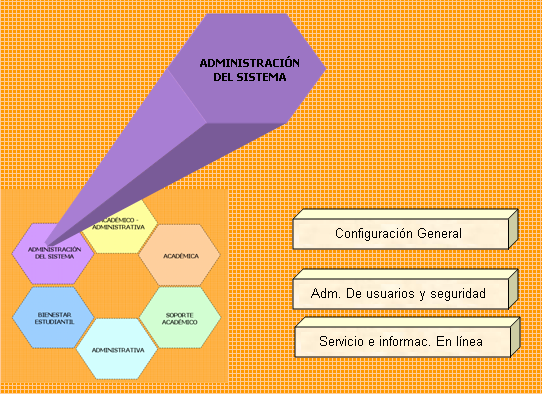 ADMINISTRACIÓN
DEL SISTEMA
ACADÉMICO -
ADMINISTRATIVA
ADMINISTRACIÓN
DEL SISTEMA
ACADÉMICA
BIENESTAR
ESTUDIANTIL
SOPORTE
ACADÉMICO
ADMINISTRATIVA
Configuración General
Adm. De usuarios y seguridad
Servicio e informac. En línea